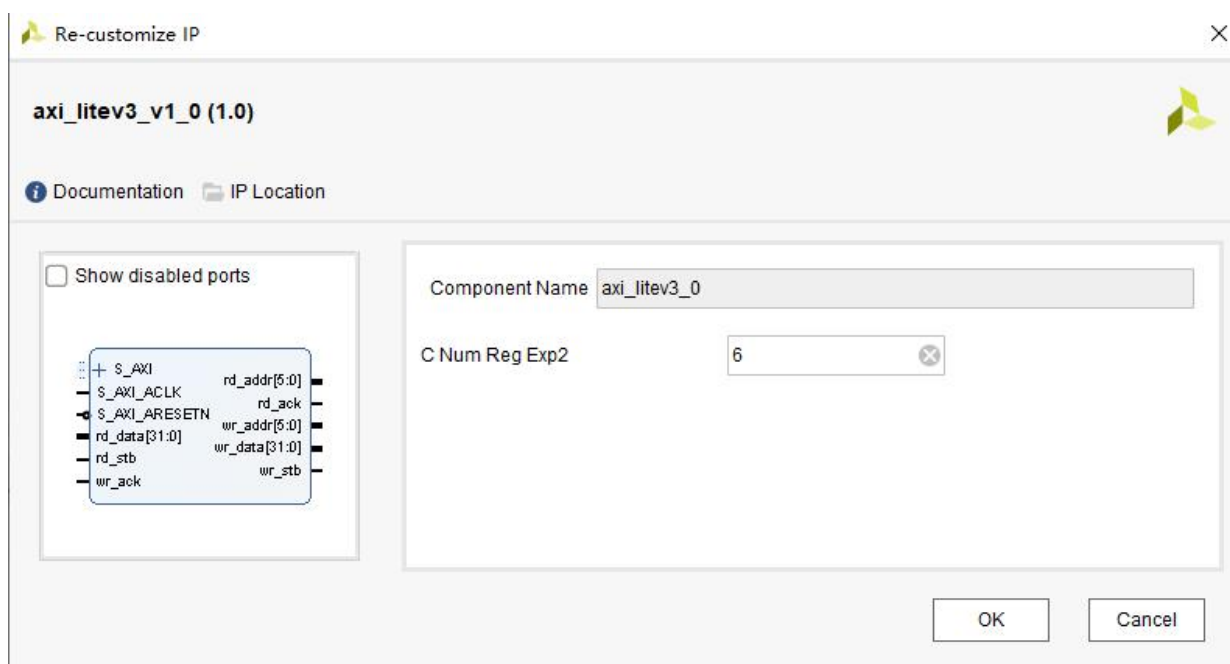 Re-customize IP
axi_litev3_v1_0 (1.0)
Documentation IP Location
Show disabled ports
S_AXI
S_AXI_ACLK
S_AXI_ARESETN
rd_data[31:0]
rd_stb
wr_ack
rd_addr[5:0]
rd_ack
wr_addr[5:0]
wr_data[31:0]
wr_stb
Component Name axi_litev3_0
C Num Reg Exp2 6
OK Cancel